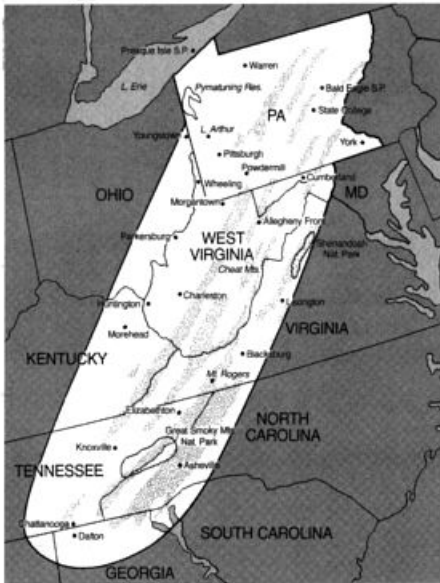 Presque Isle S.P.
Warren
L. Erie
Pymatuning Res.
Bald Eagle S.P.
State College
PA
Youngstown
L. Arthur
York
Pittsburgh
Powdermill
OHIO
Wheeling
Cumberland
MD
Morgantown
Allegheny Front
Parkersburg
WEST
VIRGINIA
Shenandoah
Nat. Park
Cheat Mts.
Huntington
Charleston
Lexington
Morehead
VIRGINIA
KENTUCKY
Blacksburg
Mt. Rogers
Elizabethton
NORTH
CAROLINA
Great Smoky Mts.
Nat. Park
Knoxville
TENNESSEE
Asheville
Chattanooga
Dalton
SOUTH CAROLINA
GEORGIA